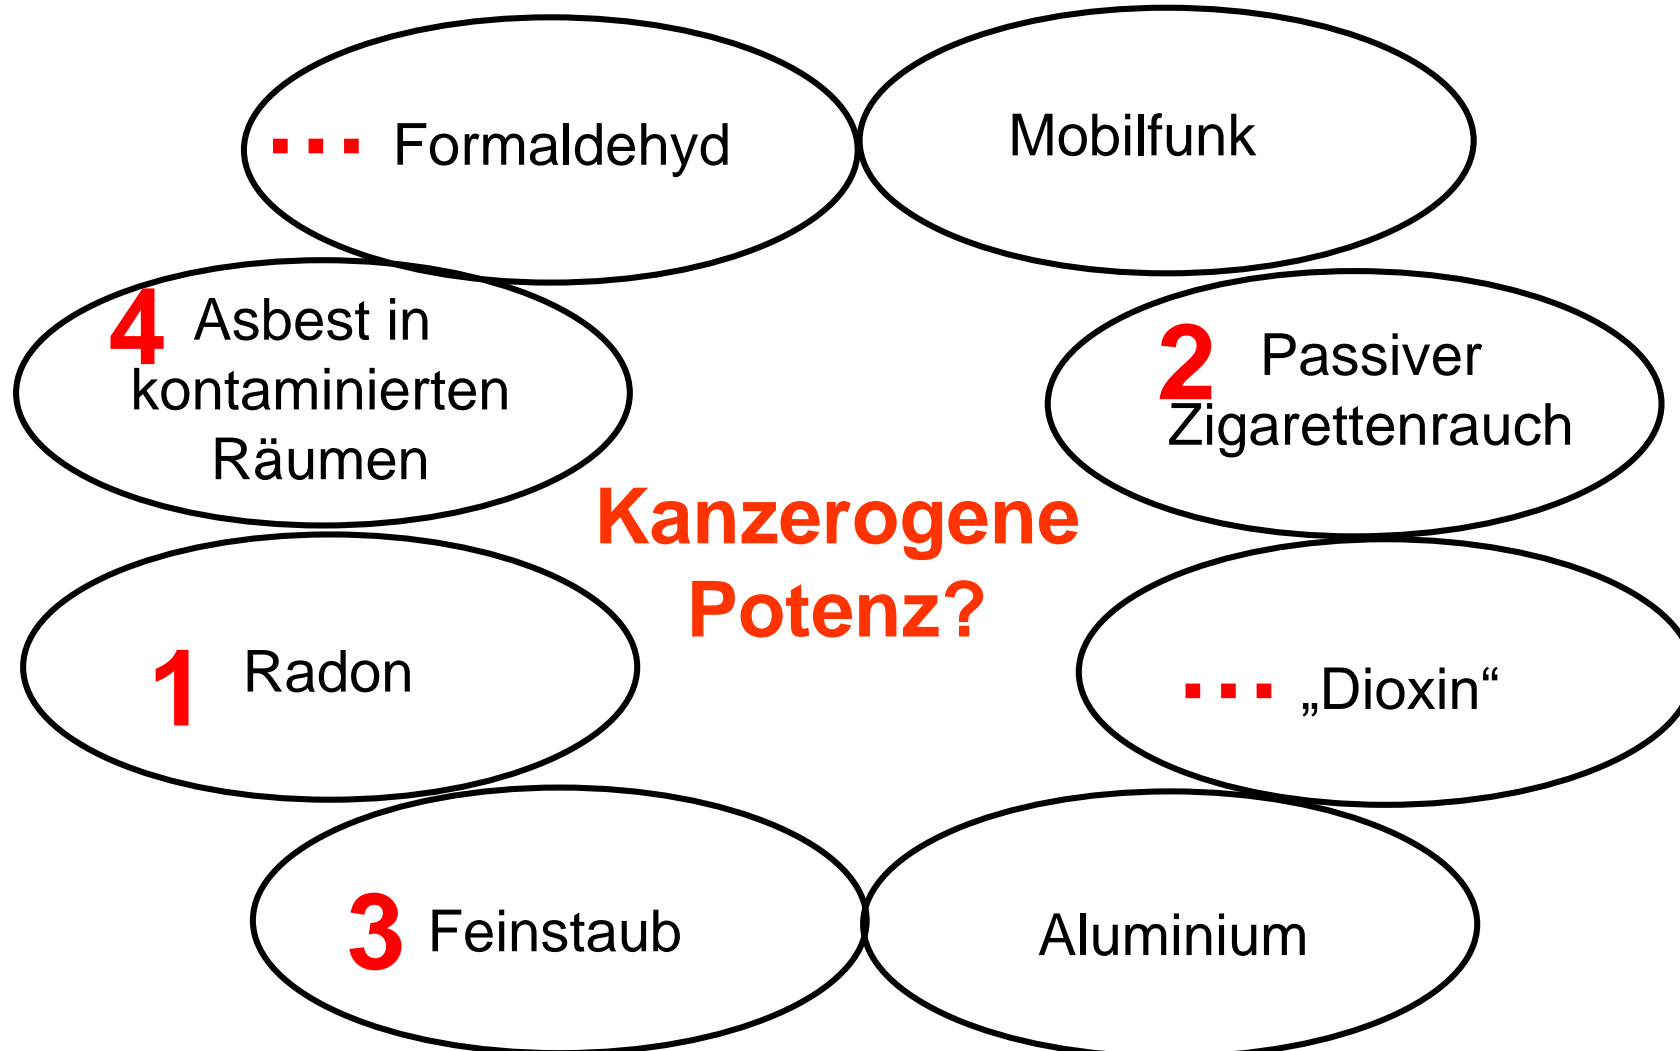 ... Formaldehyd
Mobilfunk
4 Asbest in
kontaminierten
Räumen
2 Passiver
Zigarettenrauch
Kanzerogene
Potenz?
1 Radon
... „Dioxin“
3 Feinstaub
Aluminium